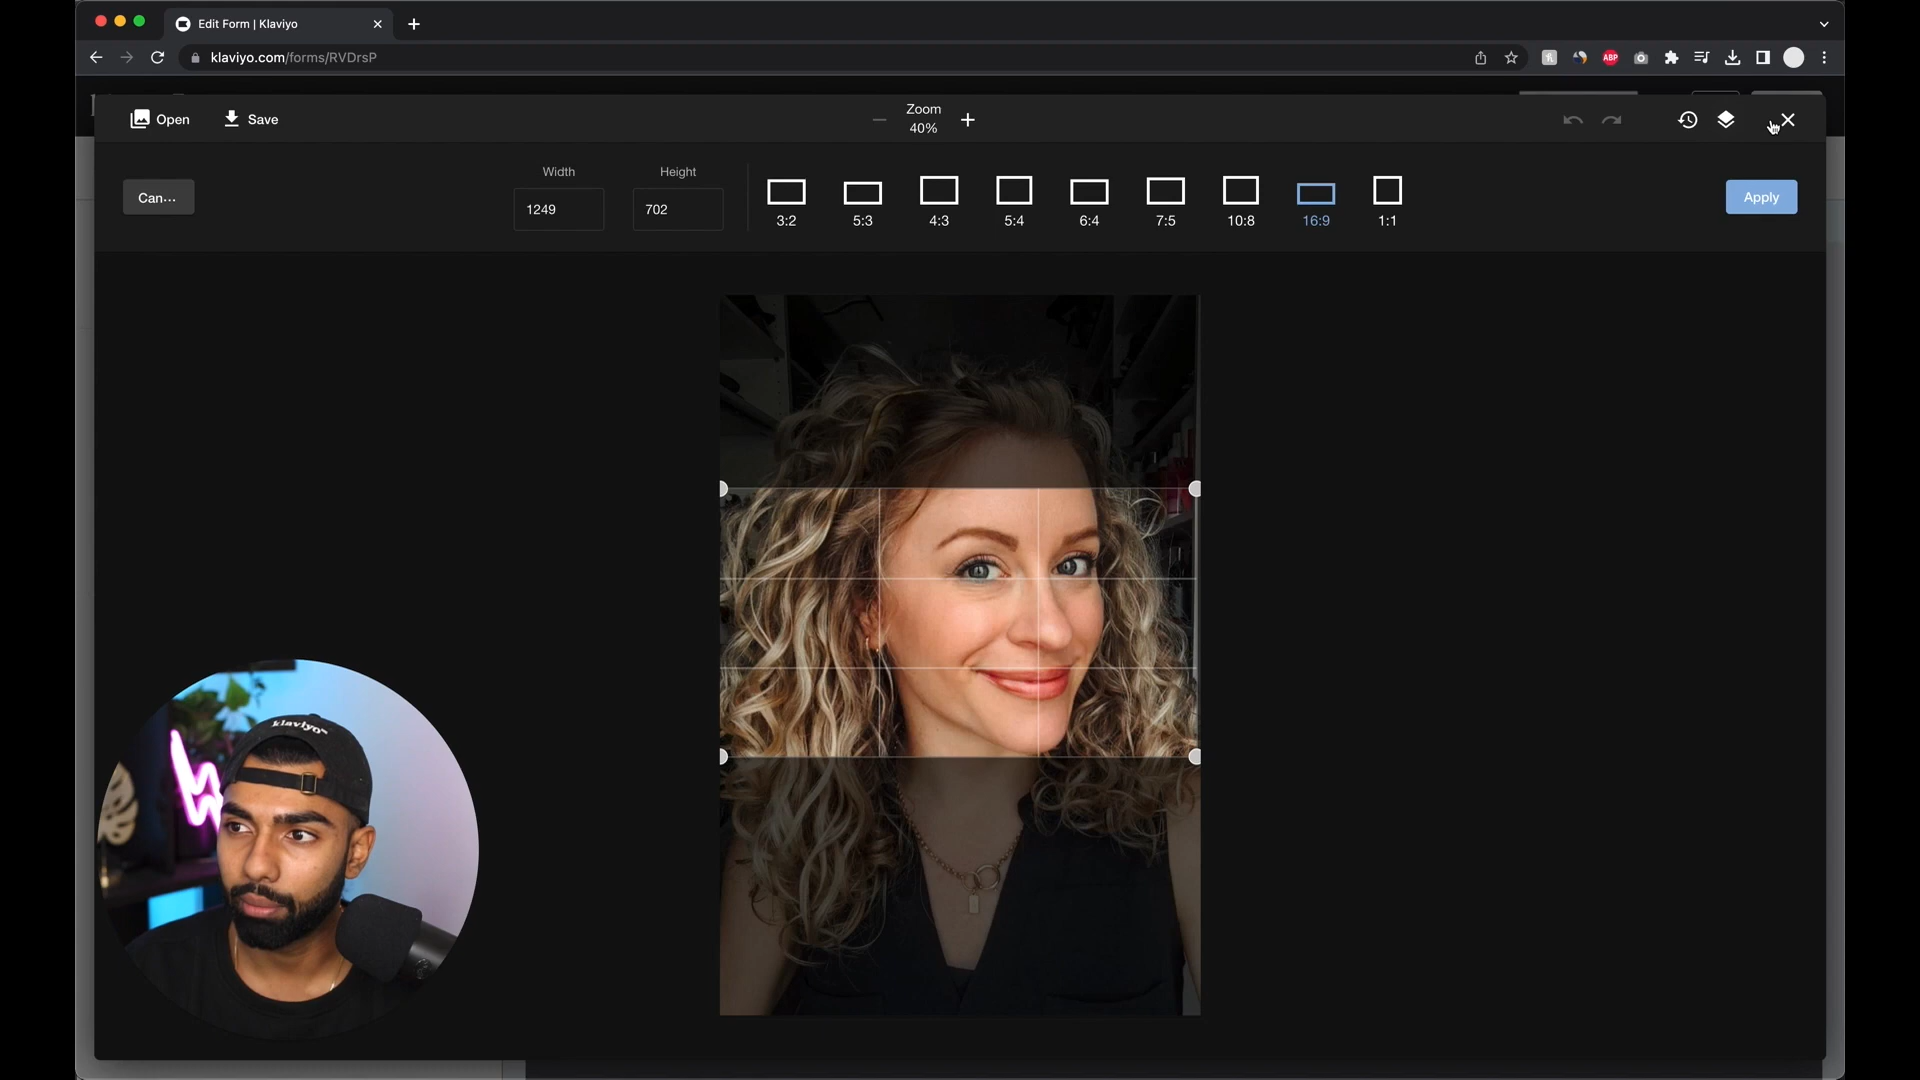 Edit Form | Klaviyo
klaviyo.com/forms/RVDrsP
ABP
Open
Save
Zoom
40%
Can...
Width
Height
1249
702
3:2
5:3
4:3
5:4
6:4
7:5
10:8
16:9
1:1
Apply
klaviyo